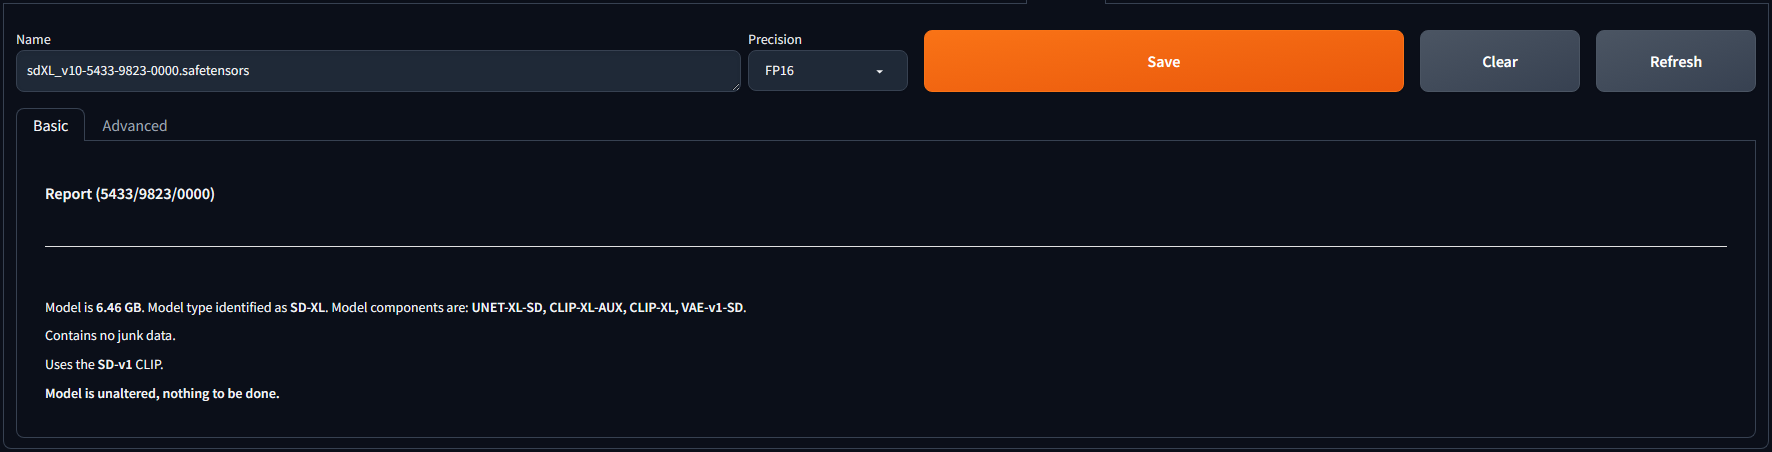 Name
Precision
sdXL_v10-5433-9823-0000.safetensors
FP16
Save
Clear
Refresh
Basic
Advanced
Report (5433/9823/0000)
Model is 6.46 GB. Model type identified as SD-XL. Model components are: UNET-XL-SD, CLIP-XL-AUX, CLIP-XL, VAE-v1-SD.
Contains no junk data.
Uses the SD-v1 CLIP.
Model is unaltered, nothing to be done.